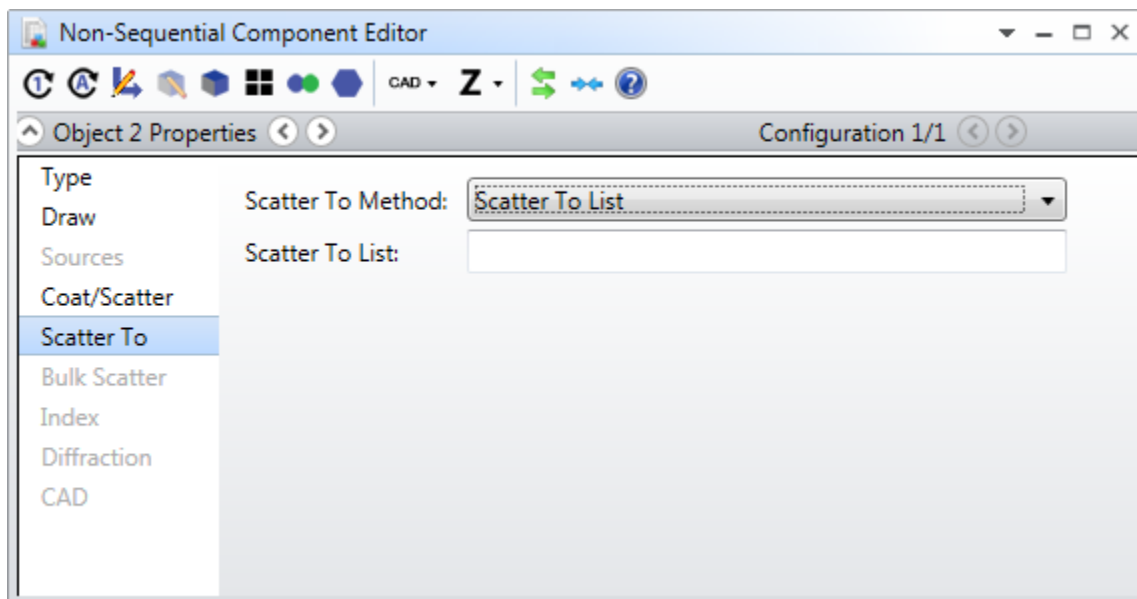 Non-Sequential Component Editor
CAD Z
Object 2 Properties Configuration 1/1
Type
Draw
Sources
Coat/Scatter
Scatter To
Bulk Scatter
Index
Diffraction
CAD
Scatter To Method: Scatter To List
Scatter To List: